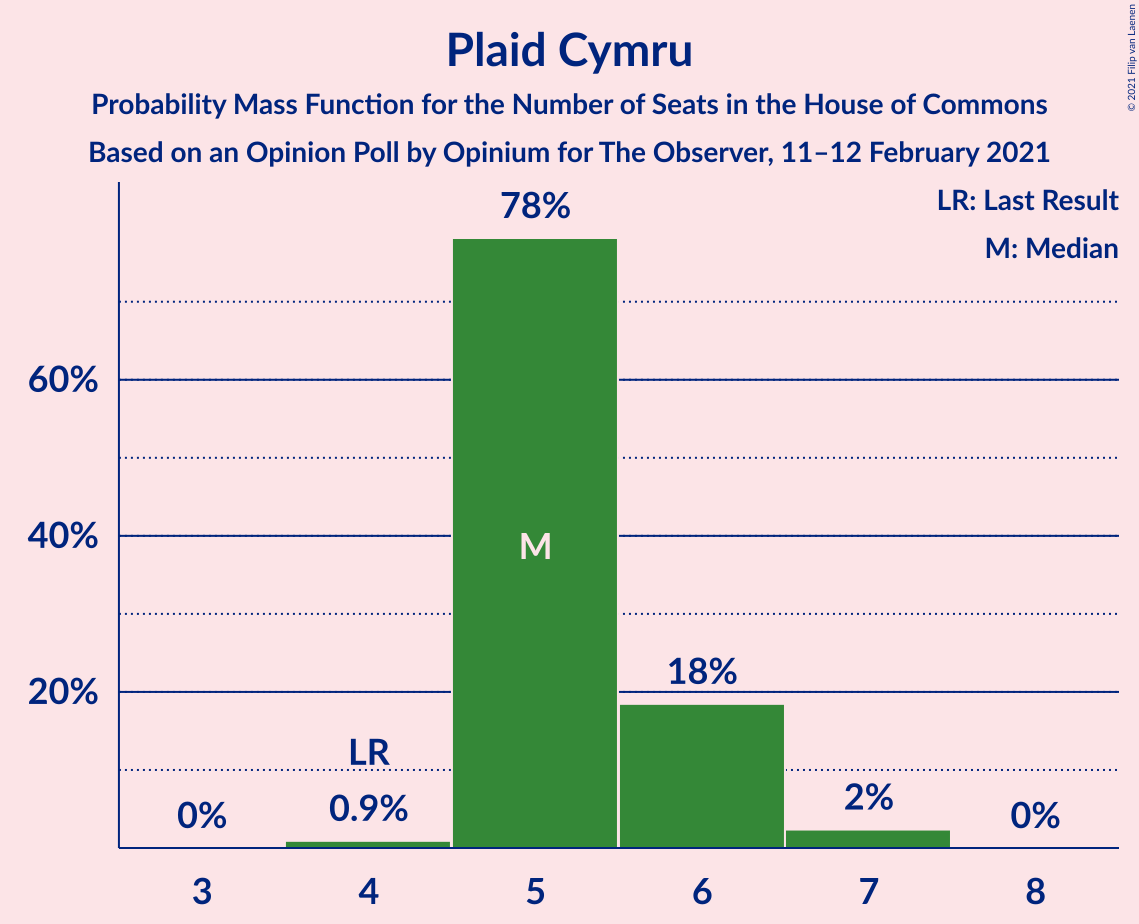 Plaid Cymru
Probability Mass Function for the Number of Seats in the House of Commons
Based on an Opinion Poll by Opinium for The Observer, 11–12 February 2021
© 2021 Filip van Laenen
LR: Last Result
M: Median
78%
60%
40%
M
20%
18%
LR
0%
0.9%
2%
0%
3
4
5
6
7
8